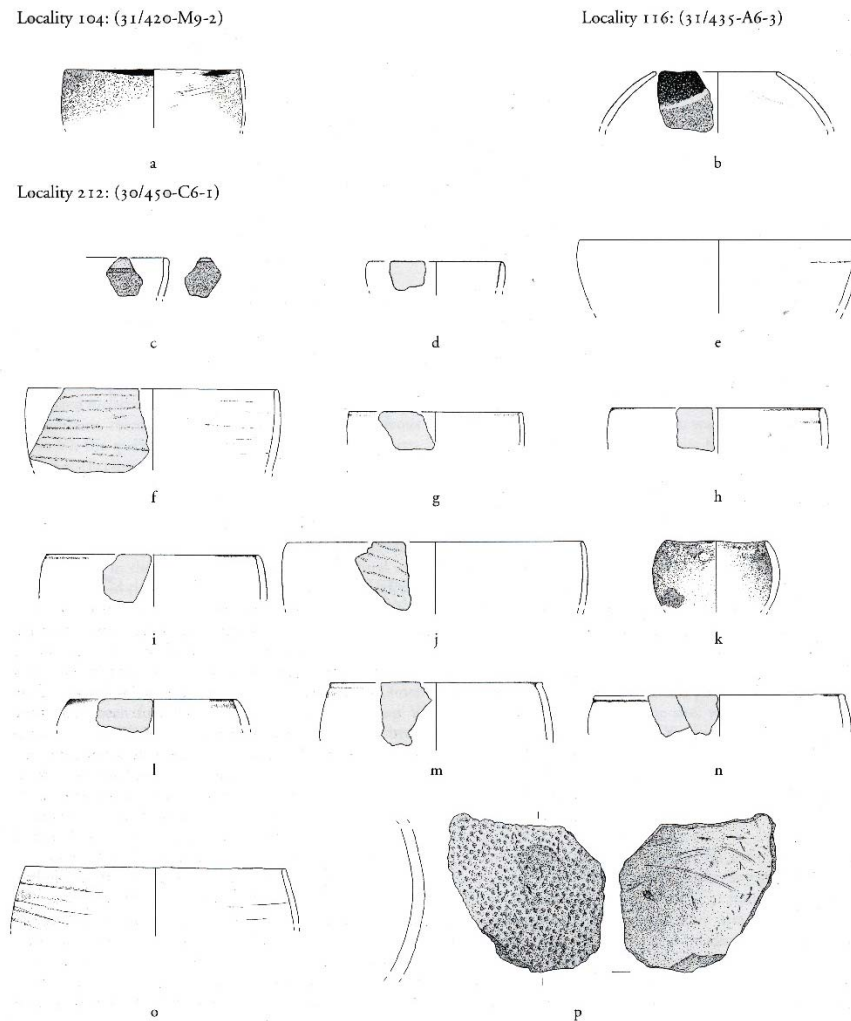 Locality 104: (31/420-M9-2)
Locality 116: (31/435-A6-3)
a
b
Locality 212: (30/450-C6-1)
c
d
e
f
g
h
i
j
k
l
m
n
o
p